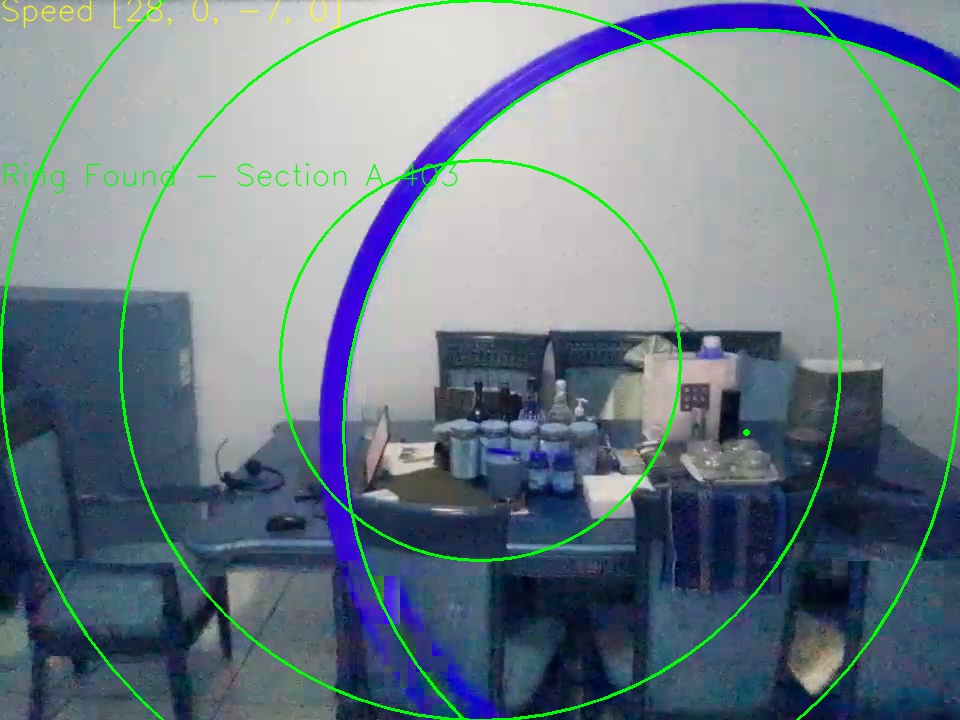 Speed [28, 0, -7, 0]
Ring Found - Section A 403